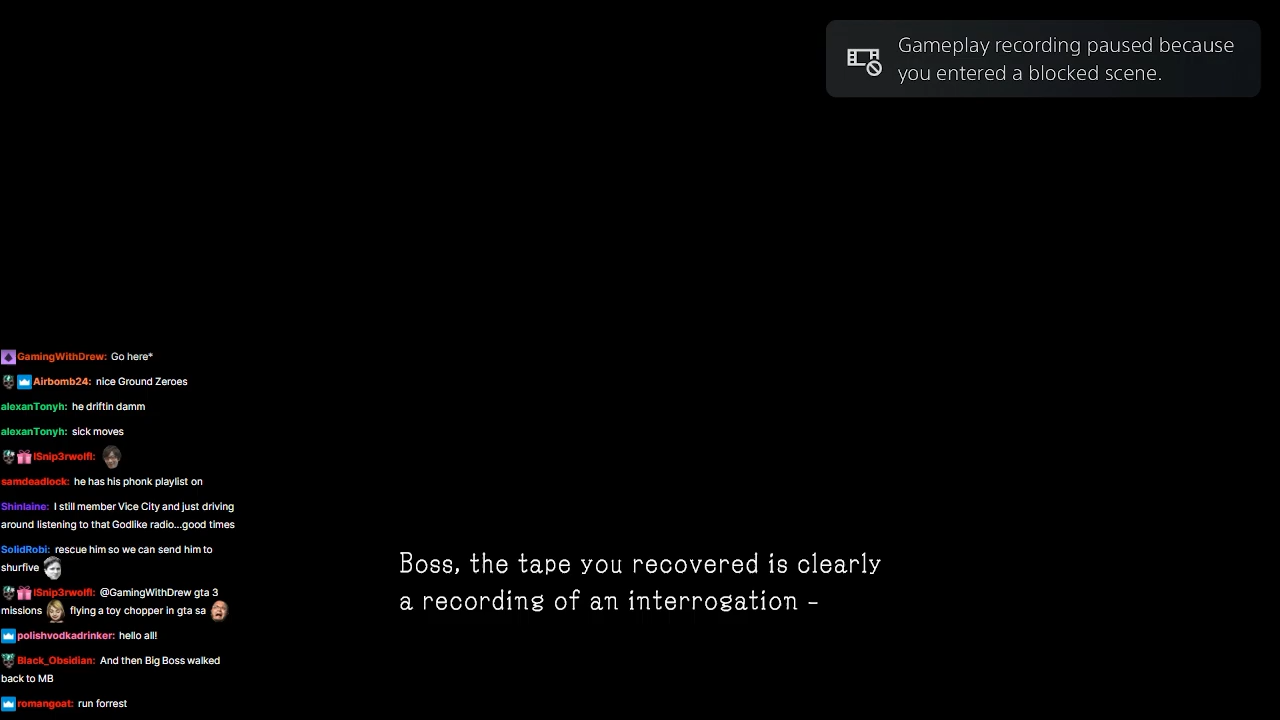 Gameplay recording paused because
you entered a blocked scene.
GamingWithDrew: Go here*
Airbomb24: nice Ground Zeroes
alexanTonyh: he driftin damm
alexanTonyh: sick moves
lSnip3rwolfl:
samdeadlock: he has his phonk playlist on
Shinlaine: I still member Vice City and just driving
around listening to that Godlike radio...good times
SolidRobi: rescue him so we can send him to
shurfive
lSnip3rwolfl: @GamingWithDrew gta 3
missions flying a toy chopper in gta sa
polishvodkadrinker: hello all!
Black_Obsidian: And then Big Boss walked
back to MB
romangoat: run forrest
Boss, the tape you recovered is clearly
a recording of an interrogation –